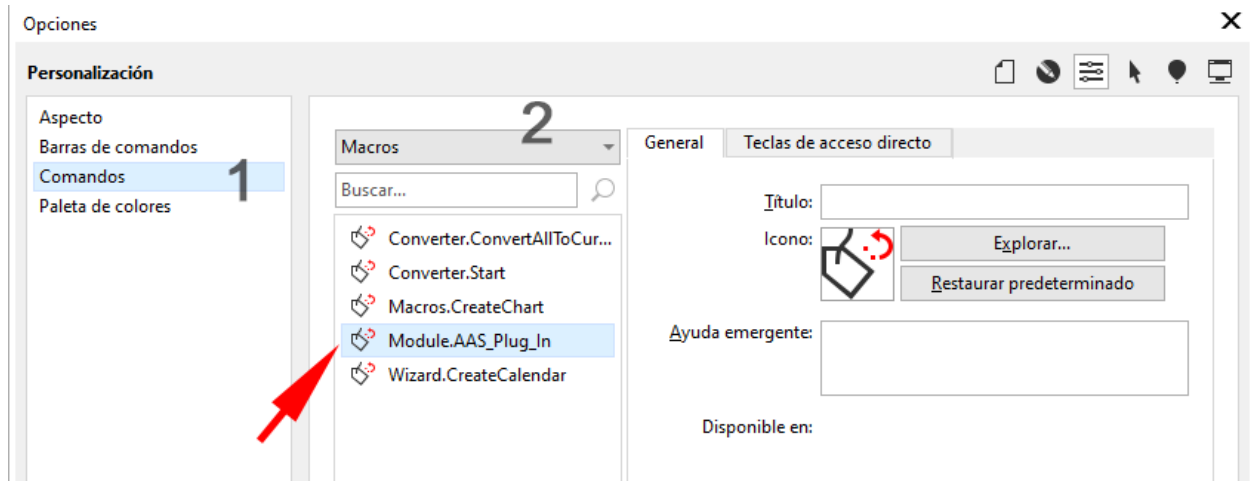 Opciones
Personalización
Aspecto
Barras de comandos
Comandos
Paleta de colores
1
2
Macros
Buscar...
Converter.ConvertAllToCur...
Converter.Start
Macros.CreateChart
Module.AAS_Plug_In
Wizard.CreateCalendar
General
Teclas de acceso directo
Título:
Icono:
Explorar...
Restaurar predeterminado
Ayuda emergente:
Disponible en: